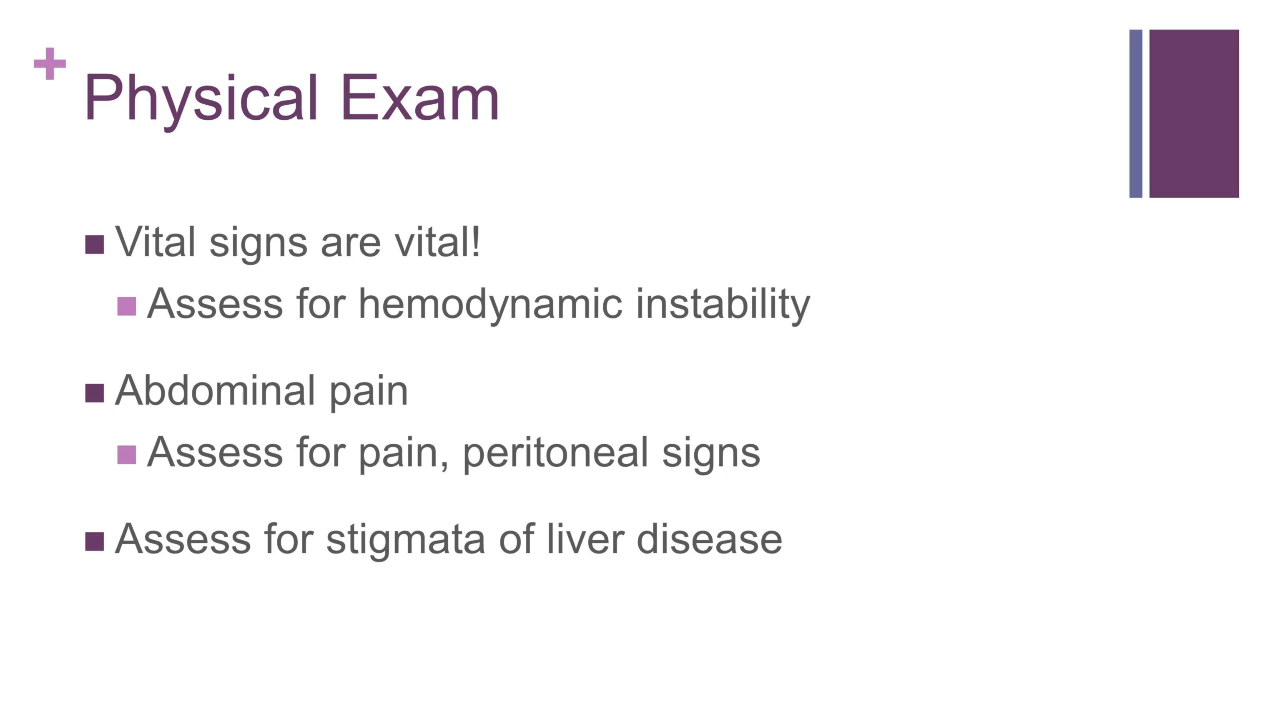 +
Physical Exam
Vital signs are vital!
Assess for hemodynamic instability
Abdominal pain
Assess for pain, peritoneal signs
Assess for stigmata of liver disease